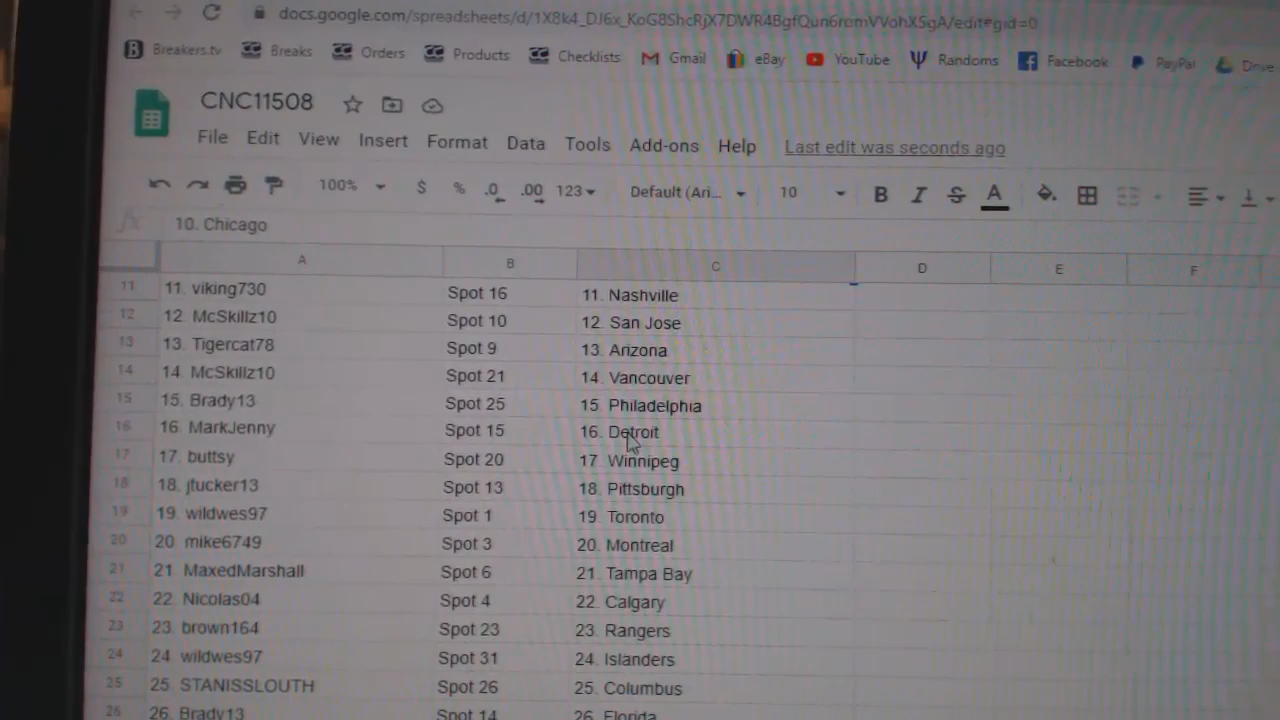 docs.google.com/spreadsheets/d/1X8k4_DJ6x_KoG8ShcRjX7DWR4BgfQun6romVVohX5gA/edit#gid=0
Breakers.tv Breaks Orders Products Checklists Gmail eBay YouTube Randoms Facebook PayPal Drive
CNC11508
File Edit View Insert Format Data Tools Add-ons Help Last edit was seconds ago
100% $ % .0 .00 123 Default (Ari... 10 B I S A
fx 10. Chicago
A B C D E F
11 11. viking730 Spot 16 11. Nashville
12 12. McSkillz10 Spot 10 12. San Jose
13 13. Tigercat78 Spot 9 13. Arizona
14 14. McSkillz10 Spot 21 14. Vancouver
15 15. Brady13 Spot 25 15. Philadelphia
16 16. MarkJenny Spot 15 16. Detroit
17 17. buttsy Spot 20 17. Winnipeg
18 18. jtucker13 Spot 13 18. Pittsburgh
19 19. wildwes97 Spot 1 19. Toronto
20 20. mike6749 Spot 3 20. Montreal
21 21. MaxedMarshall Spot 6 21. Tampa Bay
22 22. Nicolas04 Spot 4 22. Calgary
23 23. brown164 Spot 23 23. Rangers
24 24. wildwes97 Spot 31 24. Islanders
25 25. STANISSLOUTH Spot 26 25. Columbus
26 26. Brady13 Spot 14 26. Florida